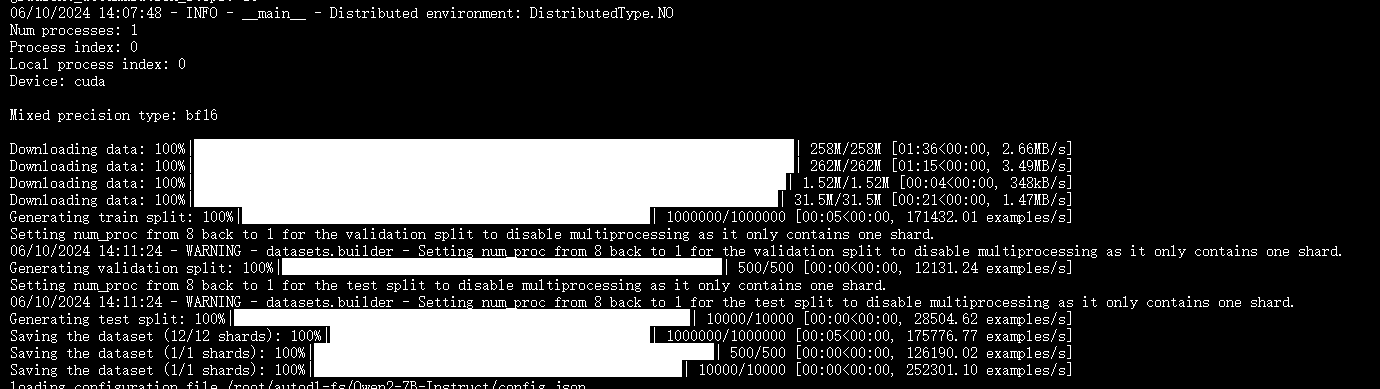 06/10/2024 14:07:48 - INFO - __main__ - Distributed environment: DistributedType.NO
Num processes: 1
Process index: 0
Local process index: 0
Device: cuda
Mixed precision type: bf16
Downloading data: 100%| | 258M/258M [01:36<00:00, 2.66MB/s]
Downloading data: 100%| | 262M/262M [01:15<00:00, 3.49MB/s]
Downloading data: 100%| | 1.52M/1.52M [00:04<00:00, 348kB/s]
Downloading data: 100%| | 31.5M/31.5M [00:21<00:00, 1.47MB/s]
Generating train split: 100%| | 1000000/1000000 [00:05<00:00, 171432.01 examples/s]
Setting num_proc from 8 back to 1 for the validation split to disable multiprocessing as it only contains one shard.
06/10/2024 14:11:24 - WARNING - datasets.builder - Setting num_proc from 8 back to 1 for the validation split to disable multiprocessing as it only contains one shard.
Generating validation split: 100%| | 500/500 [00:00<00:00, 12131.24 examples/s]
Setting num_proc from 8 back to 1 for the test split to disable multiprocessing as it only contains one shard.
06/10/2024 14:11:24 - WARNING - datasets.builder - Setting num_proc from 8 back to 1 for the test split to disable multiprocessing as it only contains one shard.
Generating test split: 100%| | 10000/10000 [00:00<00:00, 28504.62 examples/s]
Saving the dataset (12/12 shards): 100%| | 1000000/1000000 [00:05<00:00, 175776.77 examples/s]
Saving the dataset (1/1 shards): 100%| | 500/500 [00:00<00:00, 126190.02 examples/s]
Saving the dataset (1/1 shards): 100%| | 10000/10000 [00:00<00:00, 252301.10 examples/s]
loading configuration file /root/autodl-fs/Qwen2-7B-Instruct/config.json